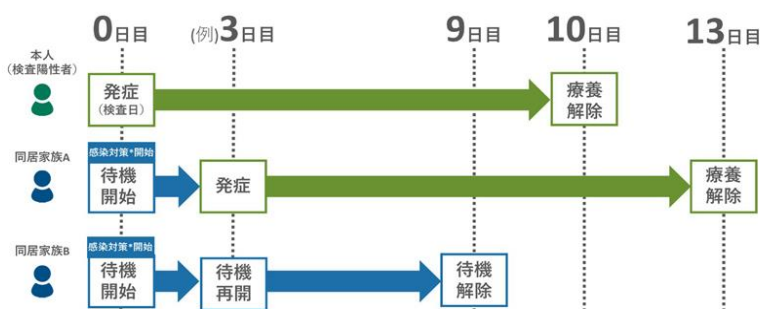 0日目
(例)3日目
9日目
10日目
13日目
本人
(検査陽性者)
発症
(検査日)
療養
解除
同居家族A
感染対策*開始
待機
開始
発症
療養
解除
同居家族B
感染対策*開始
待機
開始
待機
再開
待機
解除